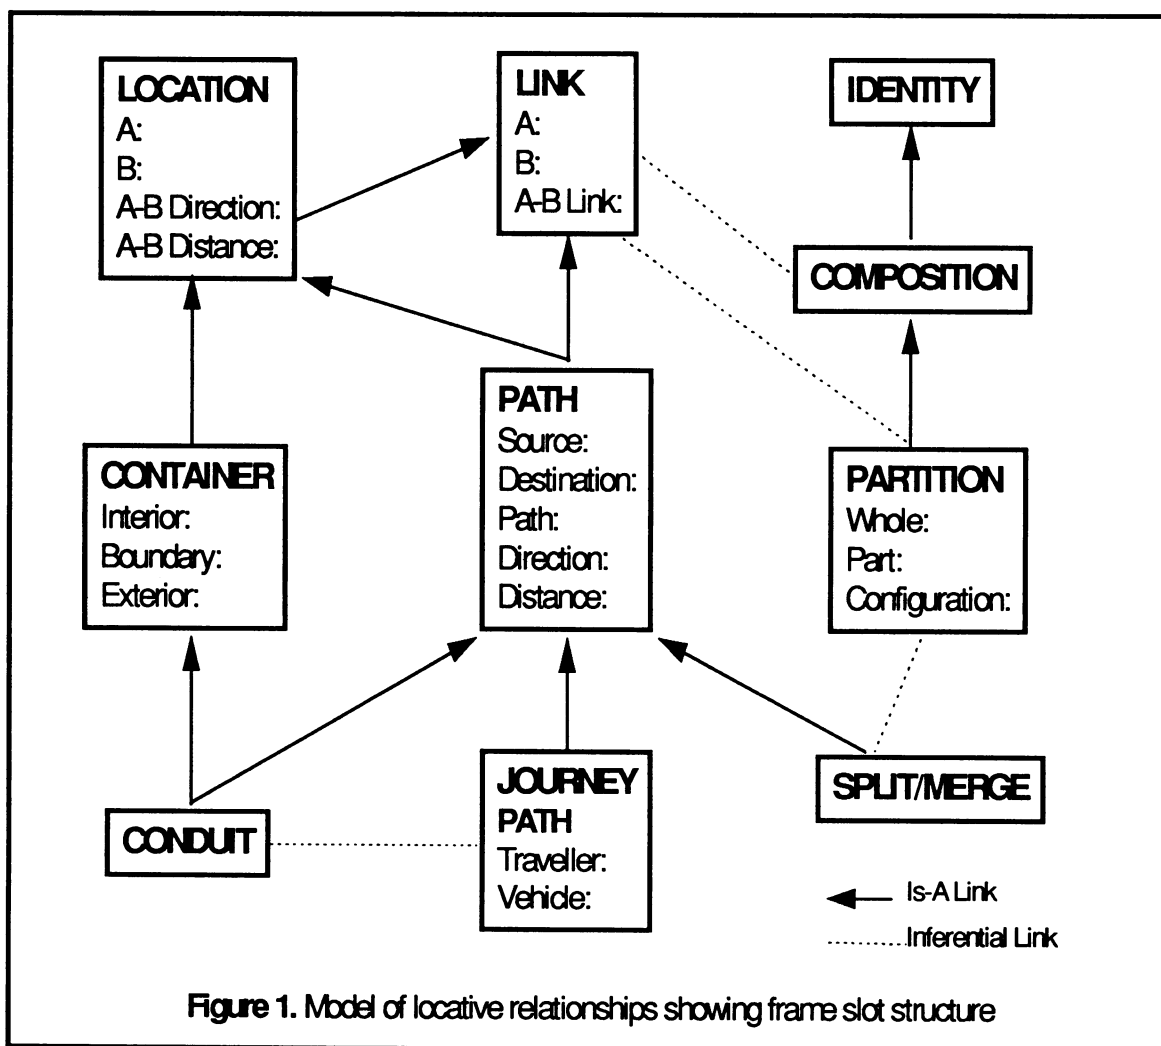 LOCATION
A:
B:
A-B Direction:
A-B Distance:
LINK
A:
B:
A-B Link:
IDENTITY
COMPOSITION
CONTAINER
Interior:
Boundary:
Exterior:
PATH
Source:
Destination:
Path:
Direction:
Distance:
PARTITION
Whole:
Part:
Configuration:
CONDUIT
JOURNEY
PATH
Traveller:
Vehicle:
SPLIT/MERGE
Is-A Link
Inferential Link
Figure 1. Model of locative relationships showing frame slot structure